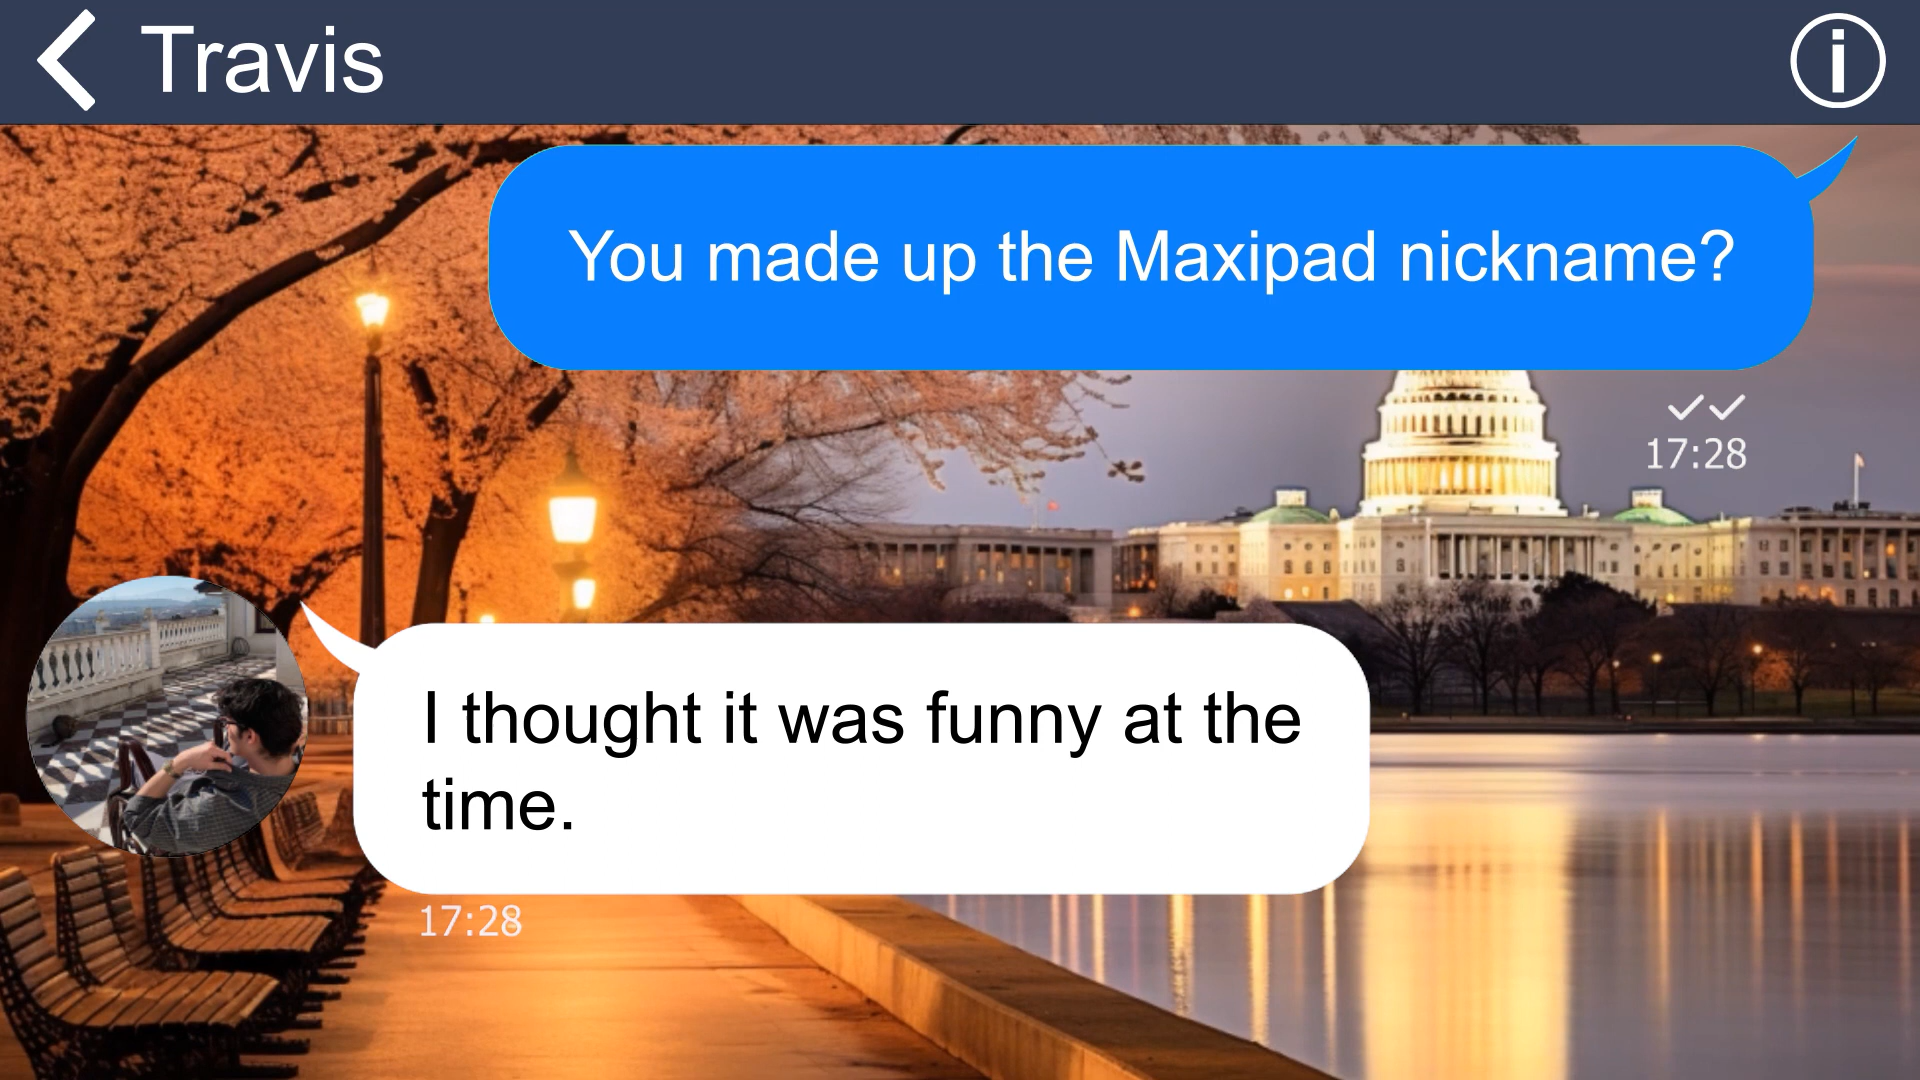 Travis
You made up the Maxipad nickname?
17:28
I thought it was funny at the
time.
17:28